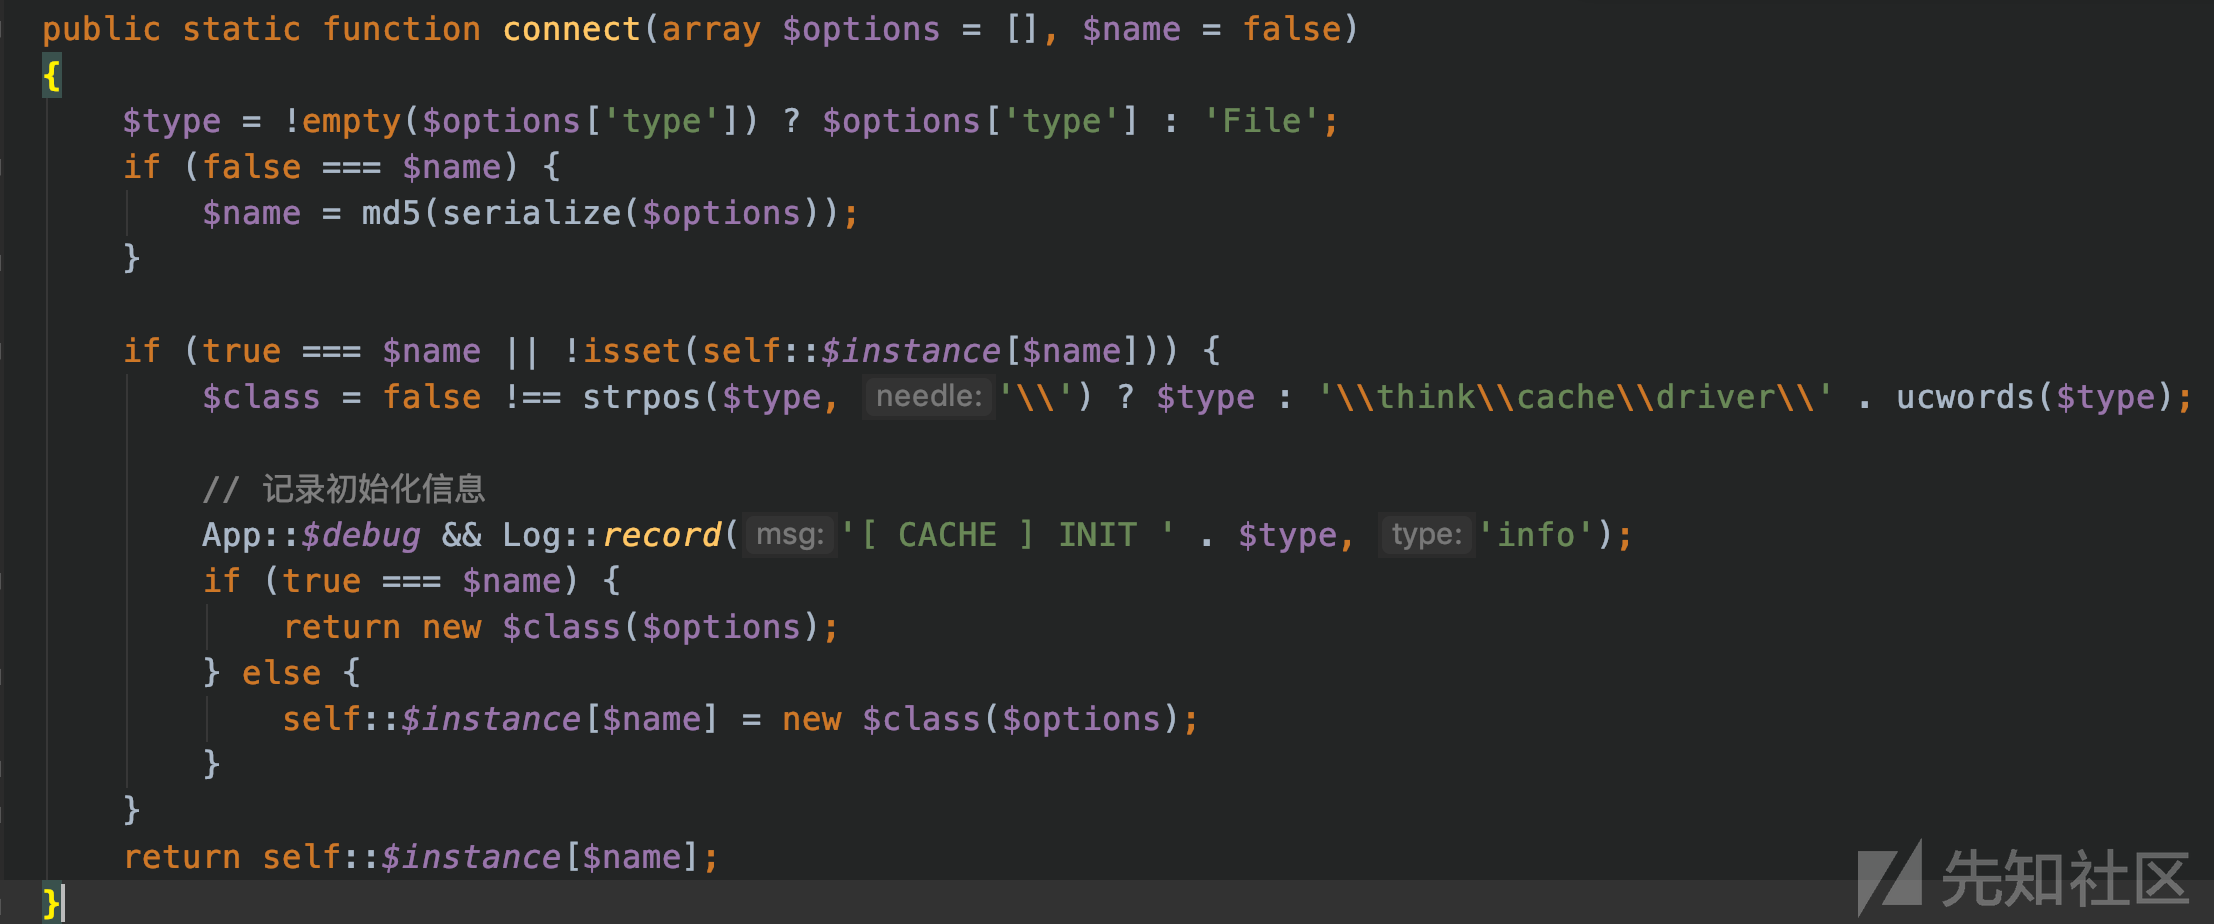 public static function connect(array $options = [], $name = false)
{
    $type = !empty($options['type']) ? $options['type'] : 'File';
    if (false === $name) {
        $name = md5(serialize($options));
    }

    if (true === $name || !isset(self::$instance[$name])) {
        $class = false !== strpos($type, needle: '\\') ? $type : '\\think\\cache\\driver\\' . ucwords($type);

        // 记录初始化信息
        App::$debug && Log::record( msg: '[ CACHE ] INIT ' . $type, type: 'info');
        if (true === $name) {
            return new $class($options);
        } else {
            self::$instance[$name] = new $class($options);
        }
    }
    return self::$instance[$name];
}
先知社区